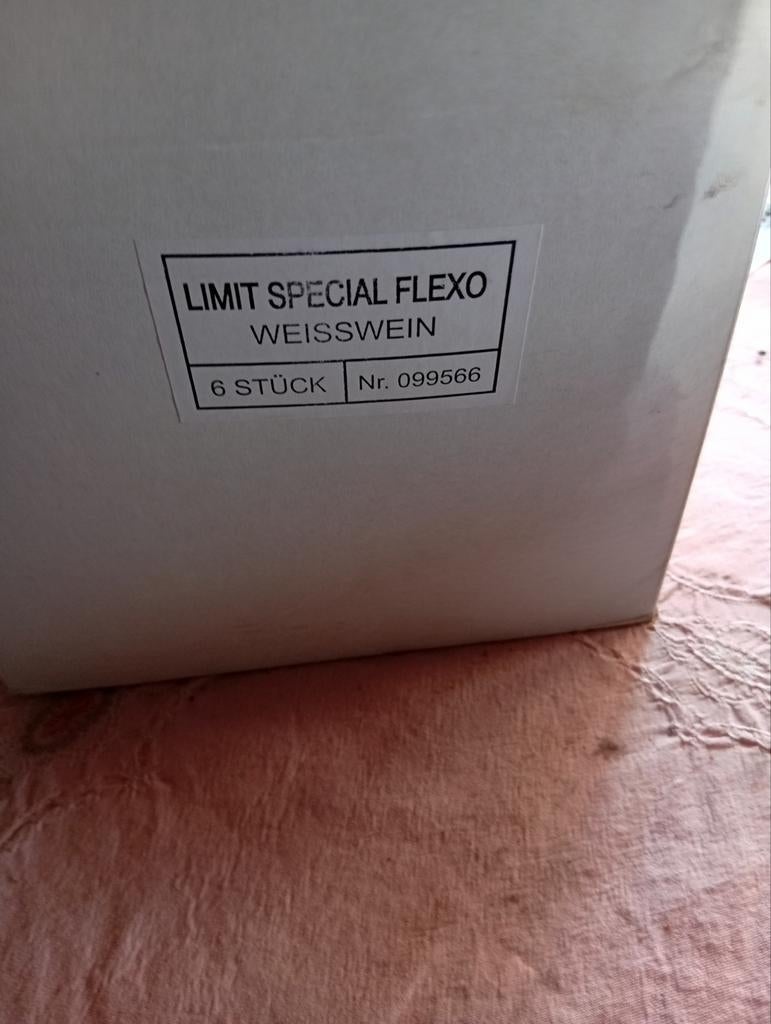 LIMIT SPECIAL FLEXO
WEISSWEIN
6 STÜCK
Nr. 099566